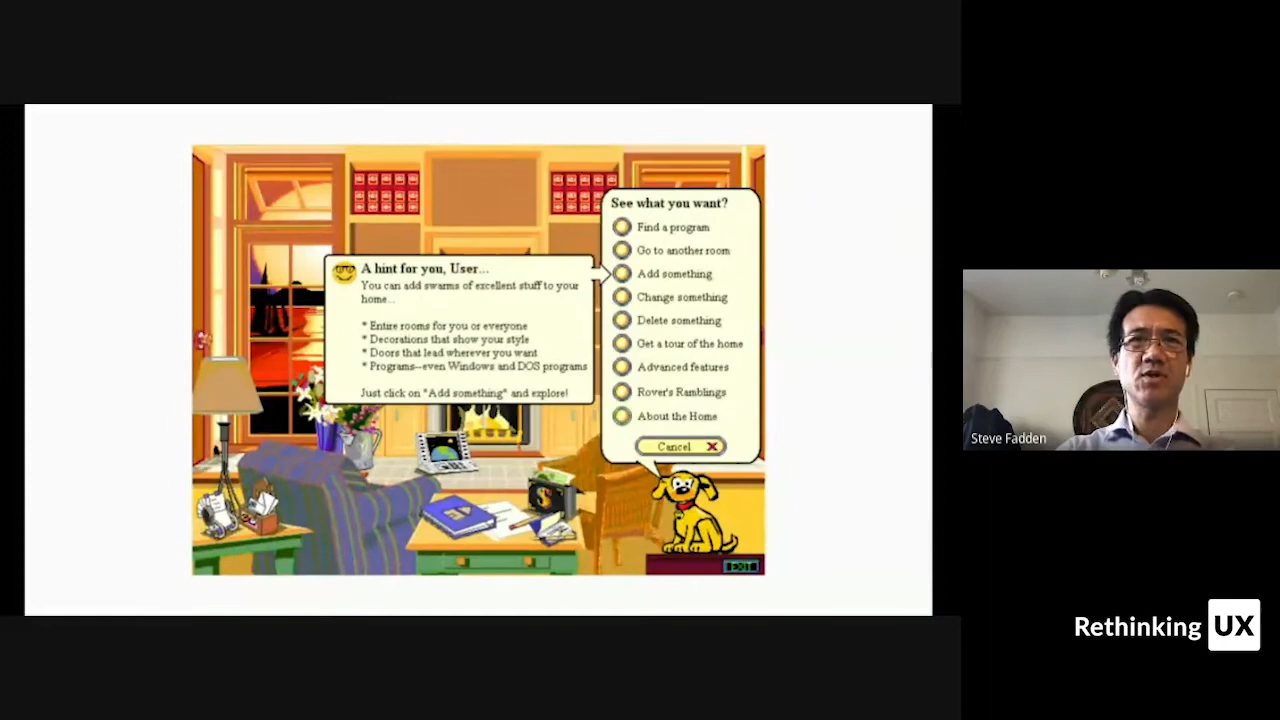 A hint for you, User...
You can add swarms of excellent stuff to your
home...
* Entire rooms for you or everyone
* Decorations that show your style
* Doors that lead wherever you want
* Programs--even Windows and DOS programs
Just click on "Add something" and explore!
See what you want?
Find a program
Go to another room
Add something
Change something
Delete something
Get a tour of the home
Advanced features
Rover's Ramblings
About the Home
Cancel
EXIT
Steve Fadden
Rethinking UX